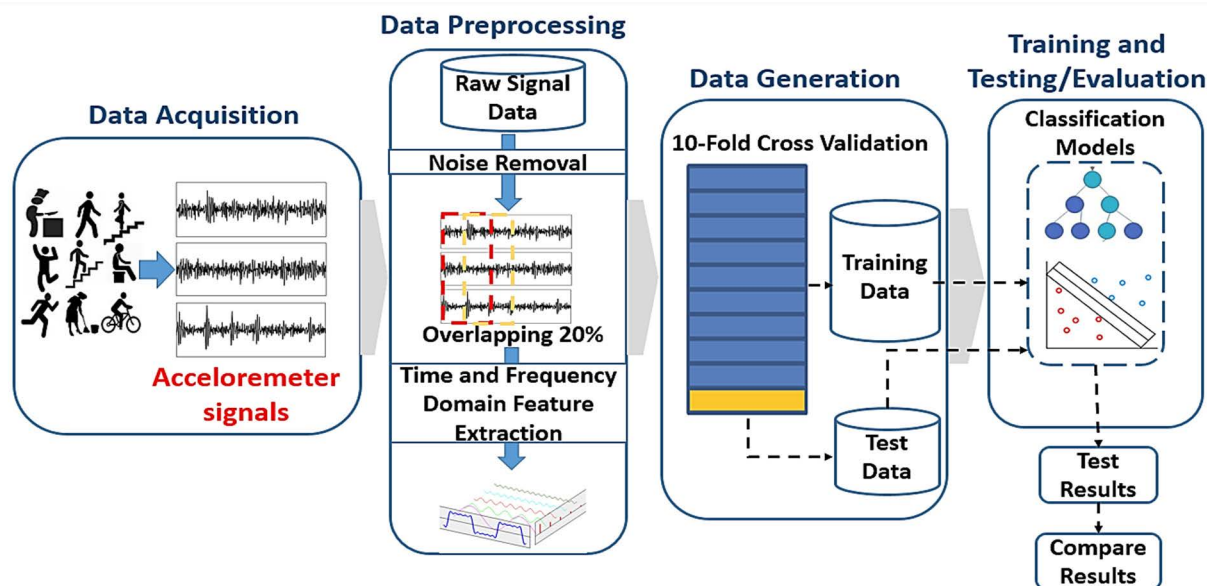 Data Acquisition
Acceloremeter
signals
Data Preprocessing
Raw Signal
Data
Noise Removal
Overlapping 20%
Time and Frequency
Domain Feature
Extraction
Data Generation
10-Fold Cross Validation
Training
Data
Test
Data
Training and
Testing/Evaluation
Classification
Models
Test
Results
Compare
Results